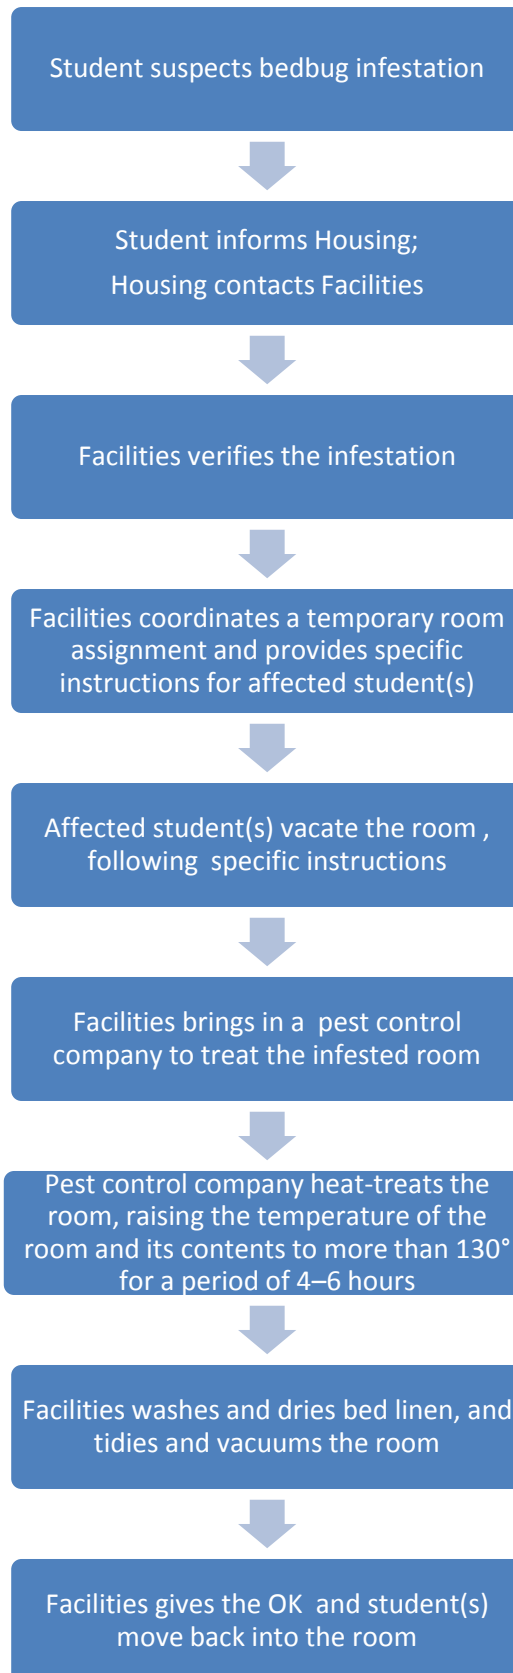 Student suspects bedbug infestation
Student informs Housing;
Housing contacts Facilities
Facilities verifies the infestation
Facilities coordinates a temporary room
assignment and provides specific
instructions for affected student(s)
Affected student(s) vacate the room ,
following  specific instructions
Facilities brings in a  pest control
company to treat the infested room
Pest control company heat-treats the
room, raising the temperature of the
room and its contents to more than 130°
for a period of 4–6 hours
Facilities washes and dries bed linen, and
tidies and vacuums the room
Facilities gives the OK  and student(s)
move back into the room